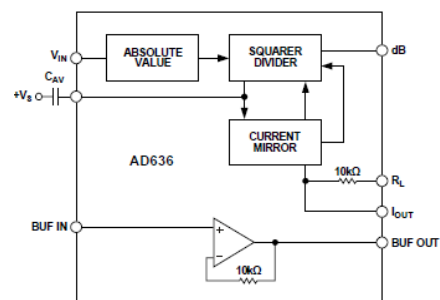 VIN
ABSOLUTE
VALUE
SQUARER
DIVIDER
dB
CAV
+VS
CURRENT
MIRROR
AD636
10kΩ
RL
IOUT
BUF IN
+
−
BUF OUT
10kΩ